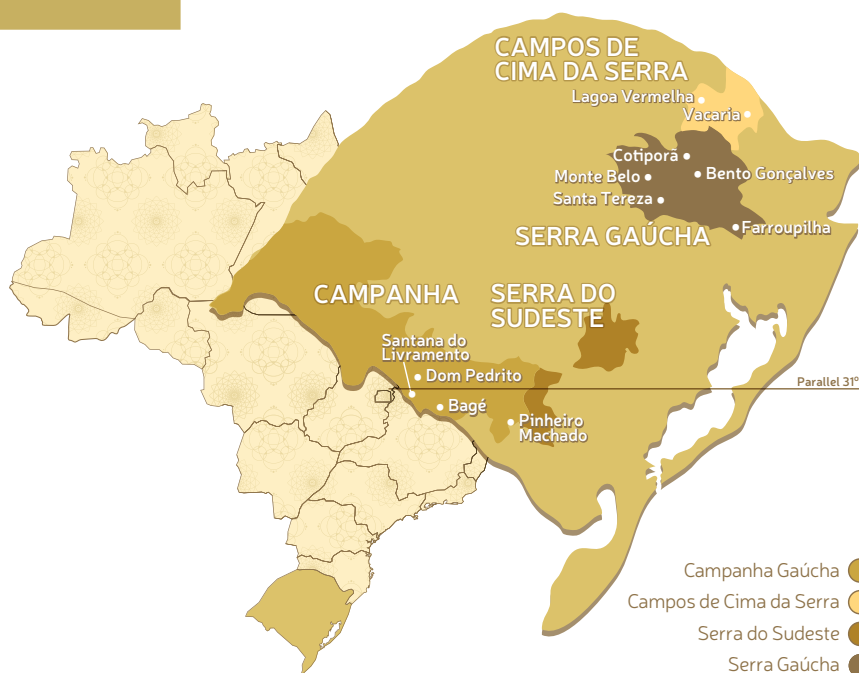 CAMPOS DE
CIMA DA SERRA
Lagoa Vermelha
Vacaria
Cotiporã
Monte Belo
Bento Gonçalves
Santa Tereza
Farroupilha
SERRA GAÚCHA
CAMPANHA
SERRA DO
SUDESTE
Santana do
Livramento
Dom Pedrito
Parallel 31º
Bagé
Pinheiro
Machado
Campanha Gaúcha
Campos de Cima da Serra
Serra do Sudeste
Serra Gaúcha